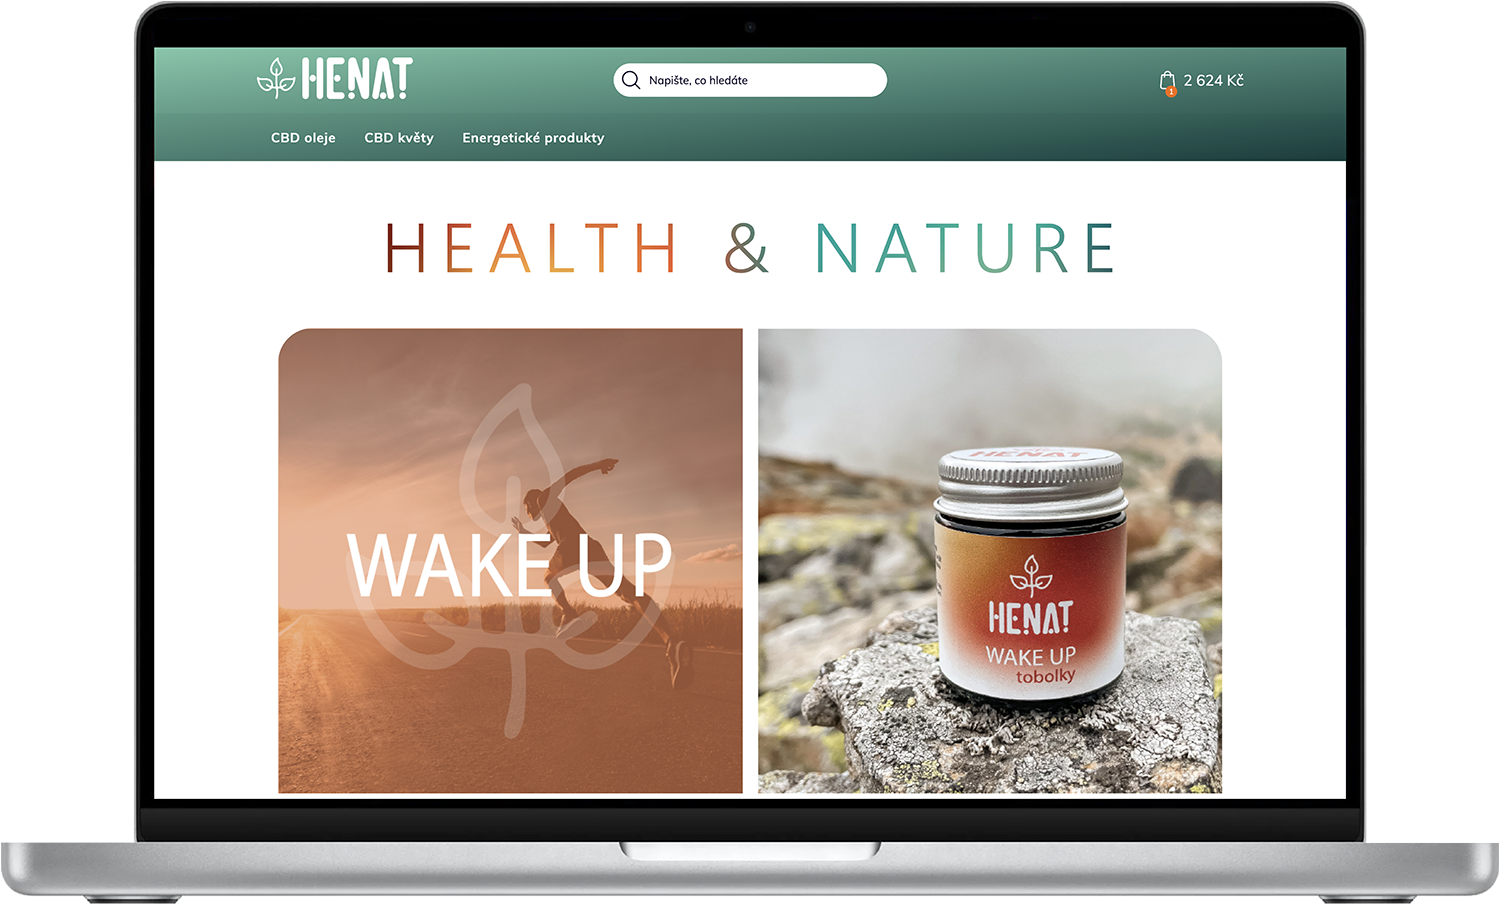 HENAT
Napište, co hledáte
2 624 Kč
1
CBD oleje
CBD květy
Energetické produkty
HEALTH & NATURE
WAKE UP
HENAT
HENAT
WAKE UP
tobolky